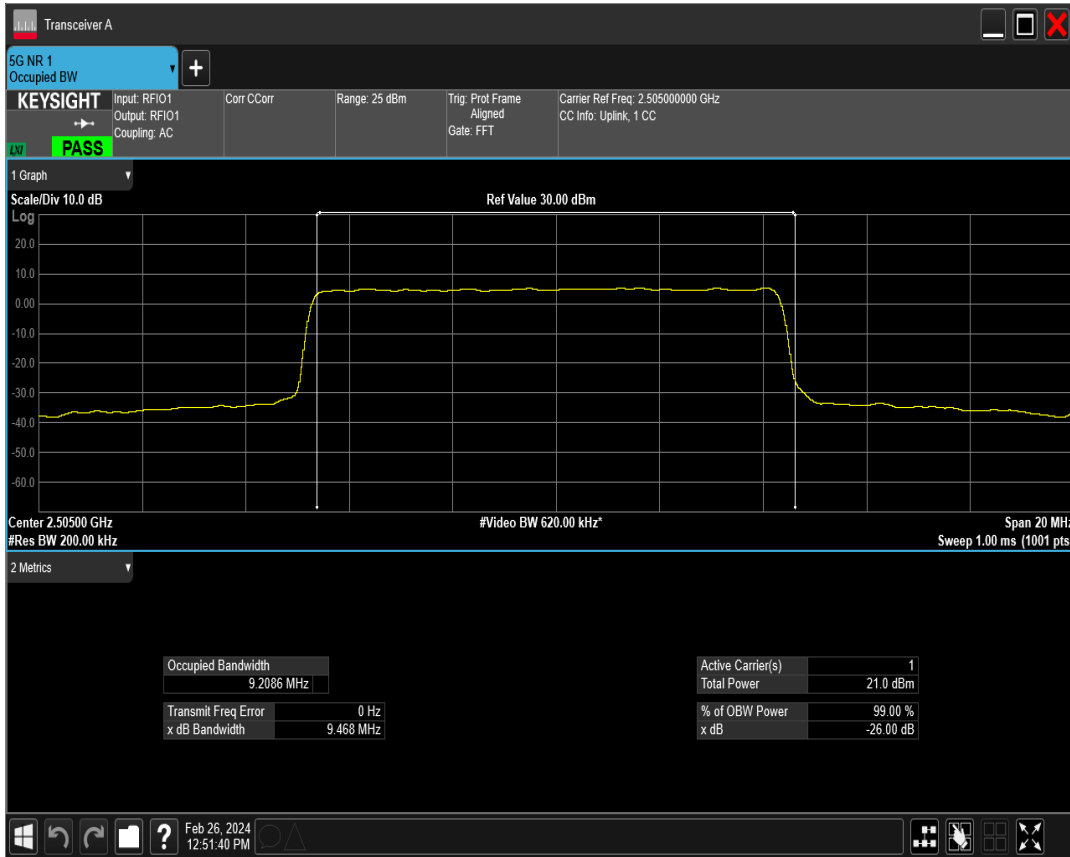 Transceiver A
5G NR 1
Occupied BW
KEYSIGHT
LXI
PASS
Input: RFIO1
Output: RFIO1
Coupling: AC
Corr CCorr
Range: 25 dBm
Trig: Prot Frame
Aligned
Gate: FFT
Carrier Ref Freq: 2.505000000 GHz
CC Info: Uplink, 1 CC
1 Graph
Scale/Div 10.0 dB
Ref Value 30.00 dBm
Log
20.0
10.0
0.00
-10.0
-20.0
-30.0
-40.0
-50.0
-60.0
Center 2.50500 GHz
#Video BW 620.00 kHz*
Span 20 MHz
#Res BW 200.00 kHz
Sweep 1.00 ms (1001 pts
2 Metrics
Occupied Bandwidth
9.2086 MHz
Transmit Freq Error 0 Hz
x dB Bandwidth 9.468 MHz
Active Carrier(s) 1
Total Power 21.0 dBm
% of OBW Power 99.00 %
x dB -26.00 dB
?
Feb 26, 2024
12:51:40 PM